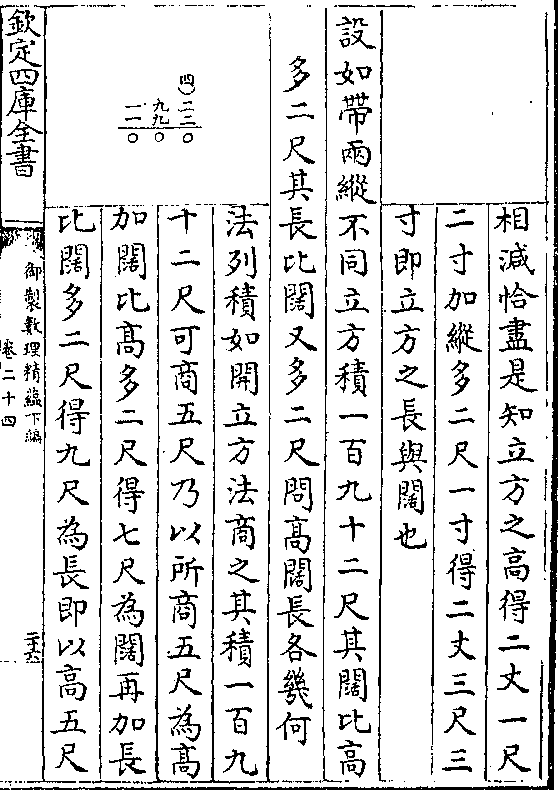 相減恰盡是知立方之高得二丈一尺
二寸加縱多二尺一寸得二丈三尺三
寸即立方之長與闊也
設如帶兩縱不同立方積一百九十二尺其闊比高
多二尺其長比闊又多二尺問高闊長各幾何
法列積如開立方法商之其積一百九
十二尺可商五尺乃以所商五尺為高
加闊比高多二尺得七尺為闊再加長
比闊多二尺得九尺為長即以高五尺
四)二三〇
九九〇
一一〇
欽定四庫全書
御製數理精蘊下編
卷二十四